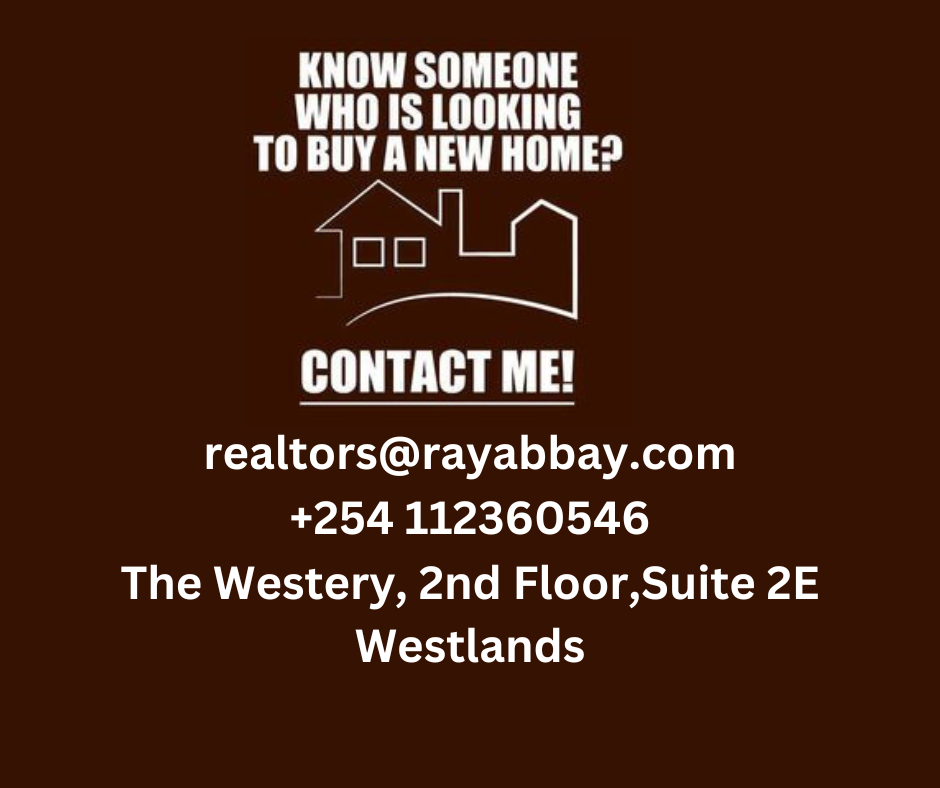 KNOW SOMEONE
WHO IS LOOKING
TO BUY A NEW HOME?
CONTACT ME!
realtors@rayabbay.com
+254 112360546
The Westery, 2nd Floor,Suite 2E
Westlands